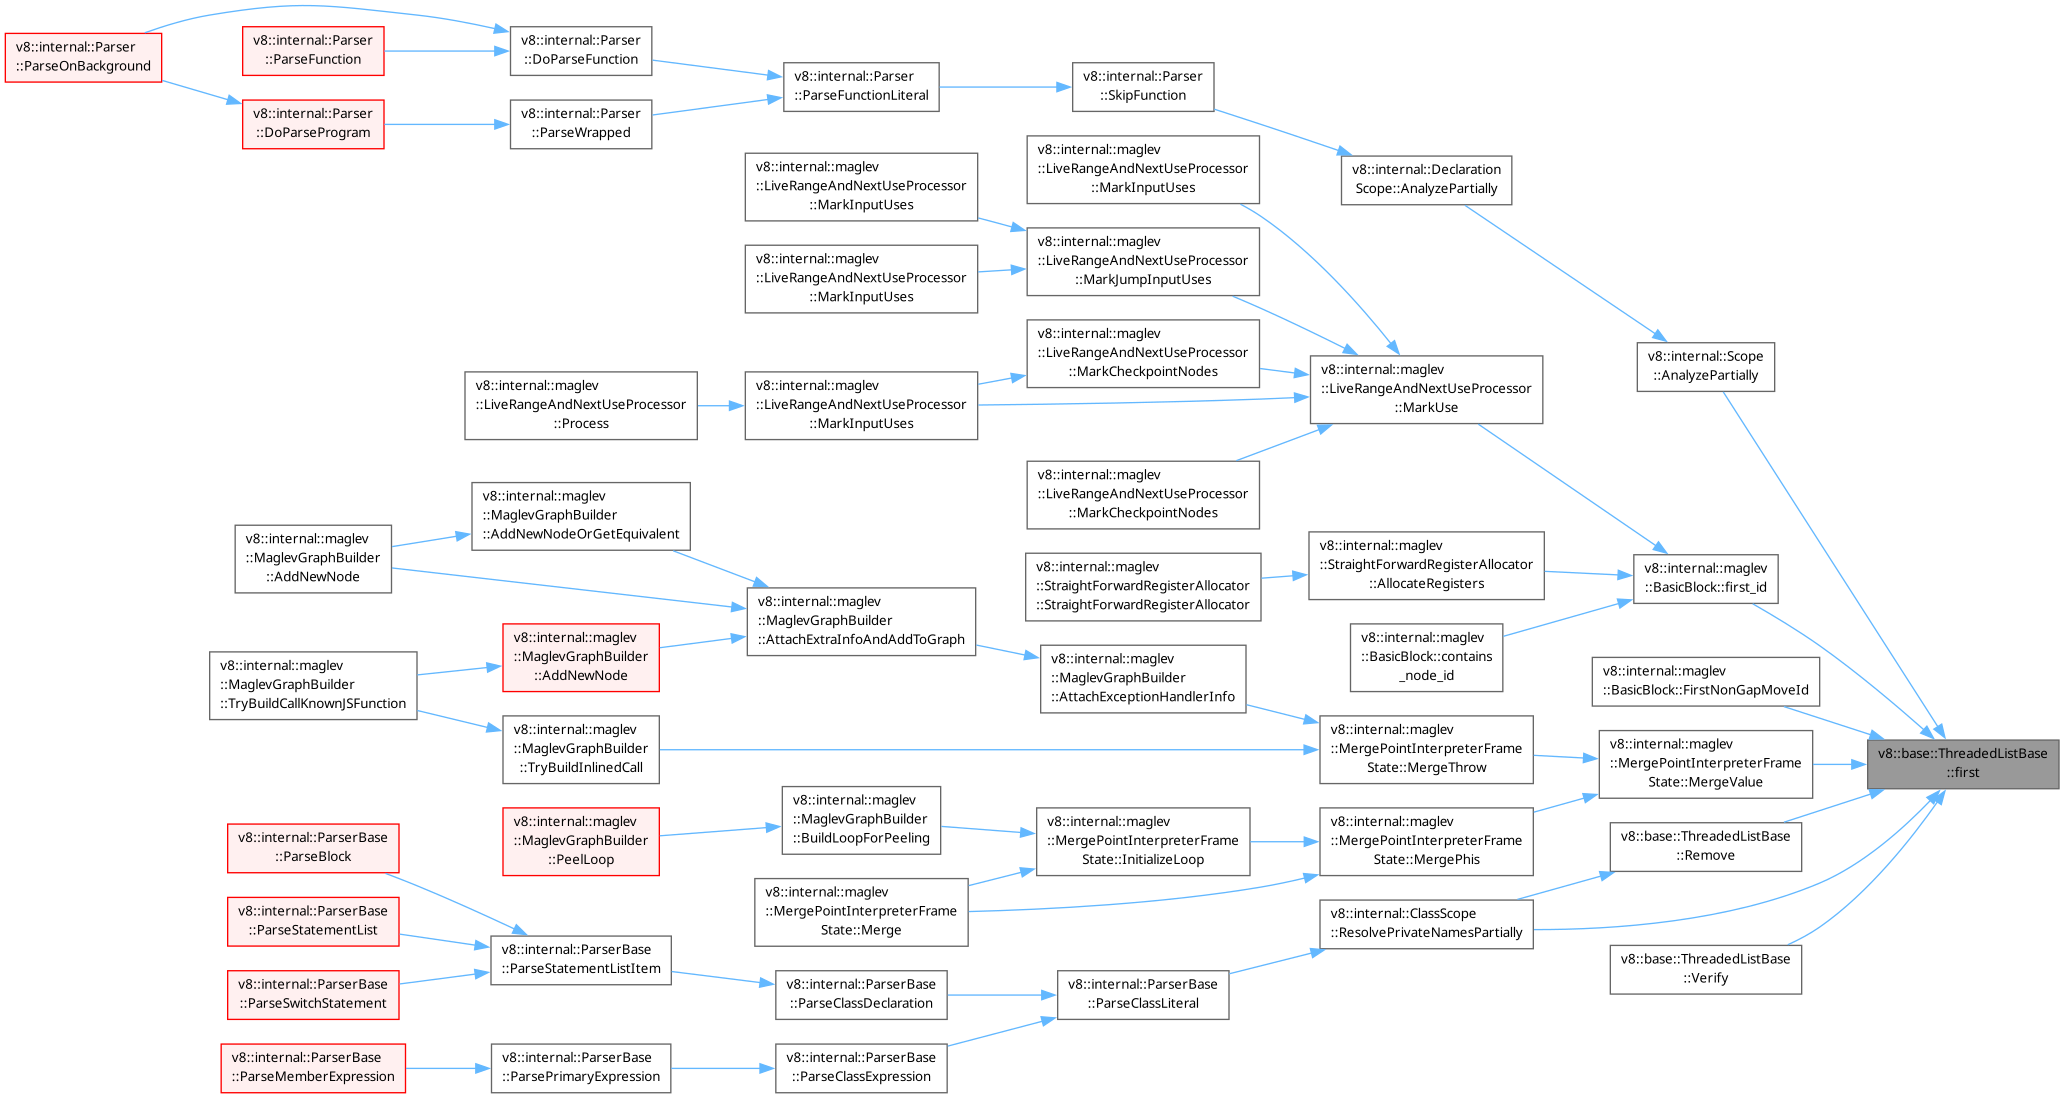 v8::internal::Parser
::ParseOnBackground
v8::internal::Parser
::ParseFunction
v8::internal::Parser
::DoParseFunction
v8::internal::Parser
::DoParseProgram
v8::internal::Parser
::ParseWrapped
v8::internal::Parser
::ParseFunctionLiteral
v8::internal::Parser
::SkipFunction
v8::internal::Declaration
Scope::AnalyzePartially
v8::internal::Scope
::AnalyzePartially
v8::internal::maglev
::LiveRangeAndNextUseProcessor
::MarkInputUses
v8::internal::maglev
::LiveRangeAndNextUseProcessor
::MarkInputUses
v8::internal::maglev
::LiveRangeAndNextUseProcessor
::MarkJumpInputUses
v8::internal::maglev
::LiveRangeAndNextUseProcessor
::MarkInputUses
v8::internal::maglev
::LiveRangeAndNextUseProcessor
::MarkCheckpointNodes
v8::internal::maglev
::LiveRangeAndNextUseProcessor
::MarkUse
v8::internal::maglev
::LiveRangeAndNextUseProcessor
::Process
v8::internal::maglev
::LiveRangeAndNextUseProcessor
::MarkInputUses
v8::internal::maglev
::LiveRangeAndNextUseProcessor
::MarkCheckpointNodes
v8::internal::maglev
::MaglevGraphBuilder
::AddNewNodeOrGetEquivalent
v8::internal::maglev
::MaglevGraphBuilder
::AddNewNode
v8::internal::maglev
::StraightForwardRegisterAllocator
::StraightForwardRegisterAllocator
v8::internal::maglev
::StraightForwardRegisterAllocator
::AllocateRegisters
v8::internal::maglev
::BasicBlock::first_id
v8::internal::maglev
::MaglevGraphBuilder
::AttachExtraInfoAndAddToGraph
v8::internal::maglev
::BasicBlock::contains
_node_id
v8::internal::maglev
::MaglevGraphBuilder
::AddNewNode
v8::internal::maglev
::MaglevGraphBuilder
::TryBuildCallKnownJSFunction
v8::internal::maglev
::MaglevGraphBuilder
::AttachExceptionHandlerInfo
v8::internal::maglev
::BasicBlock::FirstNonGapMoveId
v8::internal::maglev
::MaglevGraphBuilder
::TryBuildInlinedCall
v8::internal::maglev
::MergePointInterpreterFrame
State::MergeThrow
v8::internal::maglev
::MergePointInterpreterFrame
State::MergeValue
v8::base::ThreadedListBase
::first
v8::internal::maglev
::MaglevGraphBuilder
::BuildLoopForPeeling
v8::internal::maglev
::MaglevGraphBuilder
::PeelLoop
v8::internal::maglev
::MergePointInterpreterFrame
State::InitializeLoop
v8::internal::maglev
::MergePointInterpreterFrame
State::MergePhis
v8::base::ThreadedListBase
::Remove
v8::internal::ParserBase
::ParseBlock
v8::internal::maglev
::MergePointInterpreterFrame
State::Merge
v8::internal::ParserBase
::ParseStatementList
v8::internal::ClassScope
::ResolvePrivateNamesPartially
v8::internal::ParserBase
::ParseStatementListItem
v8::base::ThreadedListBase
::Verify
v8::internal::ParserBase
::ParseSwitchStatement
v8::internal::ParserBase
::ParseClassDeclaration
v8::internal::ParserBase
::ParseClassLiteral
v8::internal::ParserBase
::ParseMemberExpression
v8::internal::ParserBase
::ParsePrimaryExpression
v8::internal::ParserBase
::ParseClassExpression